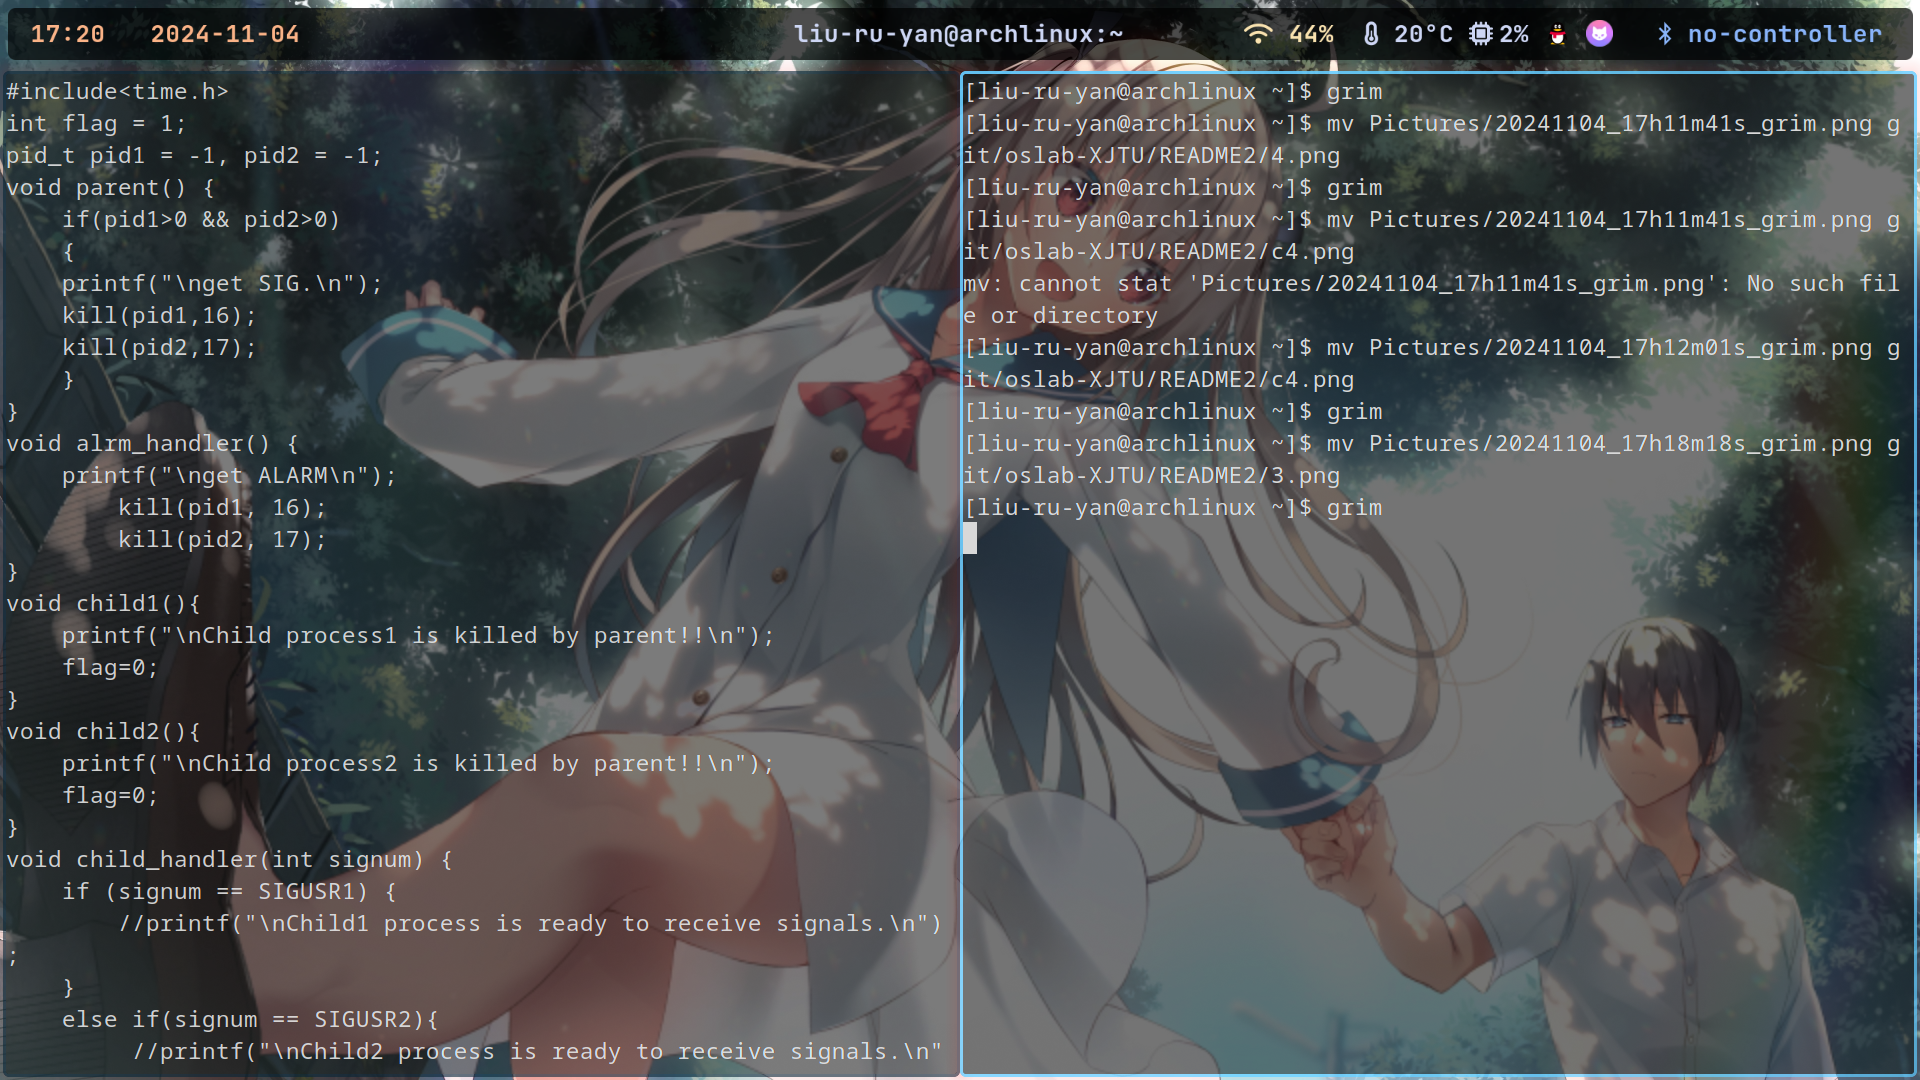 17:20 2024-11-04 liu-ru-yan@archlinux:~ 44% 20°C 2% no-controller
#include<time.h>
int flag = 1;
pid_t pid1 = -1, pid2 = -1;
void parent() {
    if(pid1>0 && pid2>0)
    {
    printf("\nget SIG.\n");
    kill(pid1,16);
    kill(pid2,17);
    }
}
void alrm_handler() {
    printf("\nget ALARM\n");
        kill(pid1, 16);
        kill(pid2, 17);
}
void child1(){
    printf("\nChild process1 is killed by parent!!\n");
    flag=0;
}
void child2(){
    printf("\nChild process2 is killed by parent!!\n");
    flag=0;
}
void child_handler(int signum) {
    if (signum == SIGUSR1) {
        //printf("\nChild1 process is ready to receive signals.\n")
;
    }
    else if(signum == SIGUSR2){
         //printf("\nChild2 process is ready to receive signals.\n"
[liu-ru-yan@archlinux ~]$ grim
[liu-ru-yan@archlinux ~]$ mv Pictures/20241104_17h11m41s_grim.png g
it/oslab-XJTU/README2/4.png
[liu-ru-yan@archlinux ~]$ grim
[liu-ru-yan@archlinux ~]$ mv Pictures/20241104_17h11m41s_grim.png g
it/oslab-XJTU/README2/c4.png
mv: cannot stat 'Pictures/20241104_17h11m41s_grim.png': No such fil
e or directory
[liu-ru-yan@archlinux ~]$ mv Pictures/20241104_17h12m01s_grim.png g
it/oslab-XJTU/README2/c4.png
[liu-ru-yan@archlinux ~]$ grim
[liu-ru-yan@archlinux ~]$ mv Pictures/20241104_17h18m18s_grim.png g
it/oslab-XJTU/README2/3.png
[liu-ru-yan@archlinux ~]$ grim